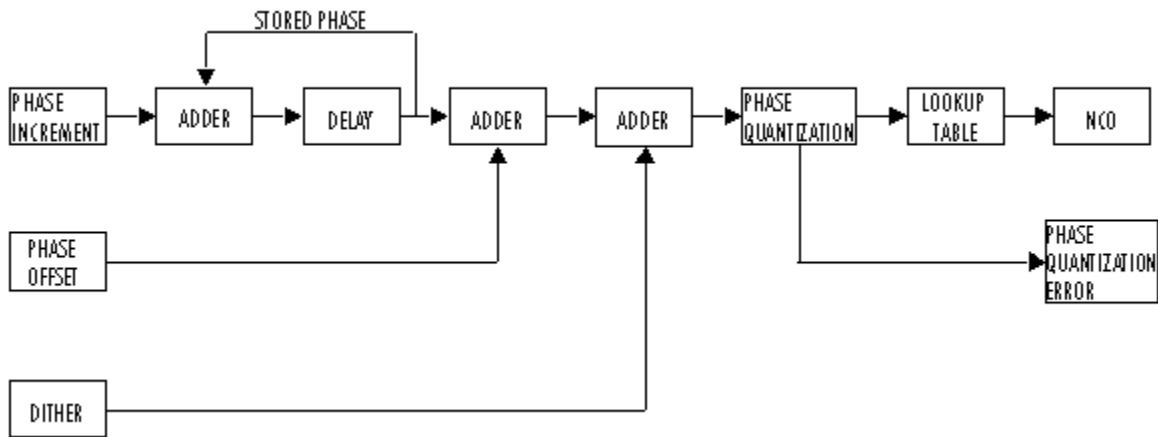 STORED PHASE
PHASE
INCREMENT
ADDER
DELAY
ADDER
ADDER
PHASE
QUANTIZATION
LOOKUP
TABLE
NCO
PHASE
OFFSET
PHASE
QUANTIZATION
ERROR
DITHER